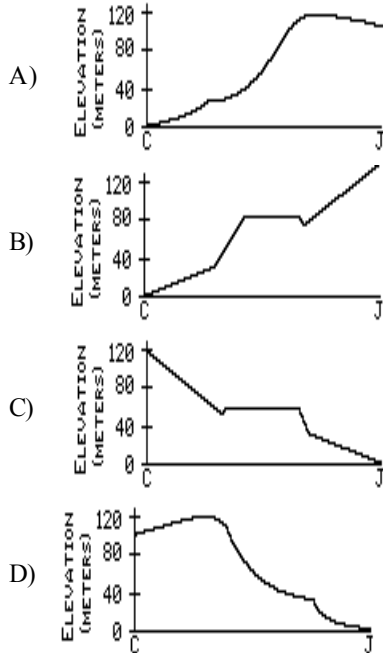 A)
ELEVATION
(METERS)
120
80
40
0
C
J
B)
ELEVATION
(METERS)
120
80
40
0
C
J
C)
ELEVATION
(METERS)
120
80
40
0
C
J
D)
ELEVATION
(METERS)
120
80
40
0
C
J